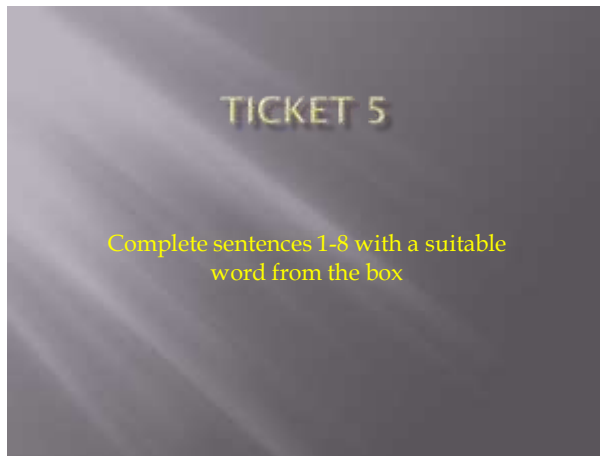 TICKET 5
Complete sentences 1-8 with a suitable
word from the box